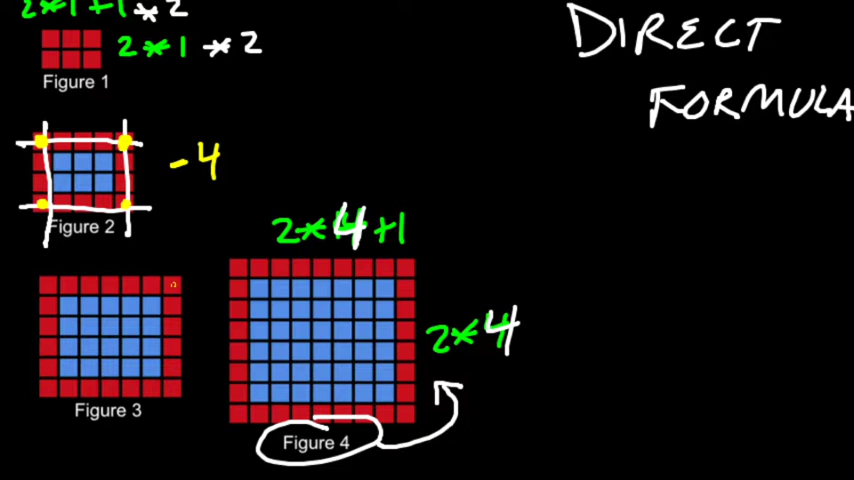 2*1+1 *2
2*1 *2
Figure 1
DIRECT
FORMULA
-4
Figure 2
2*4+1
2*4
Figure 3
Figure 4